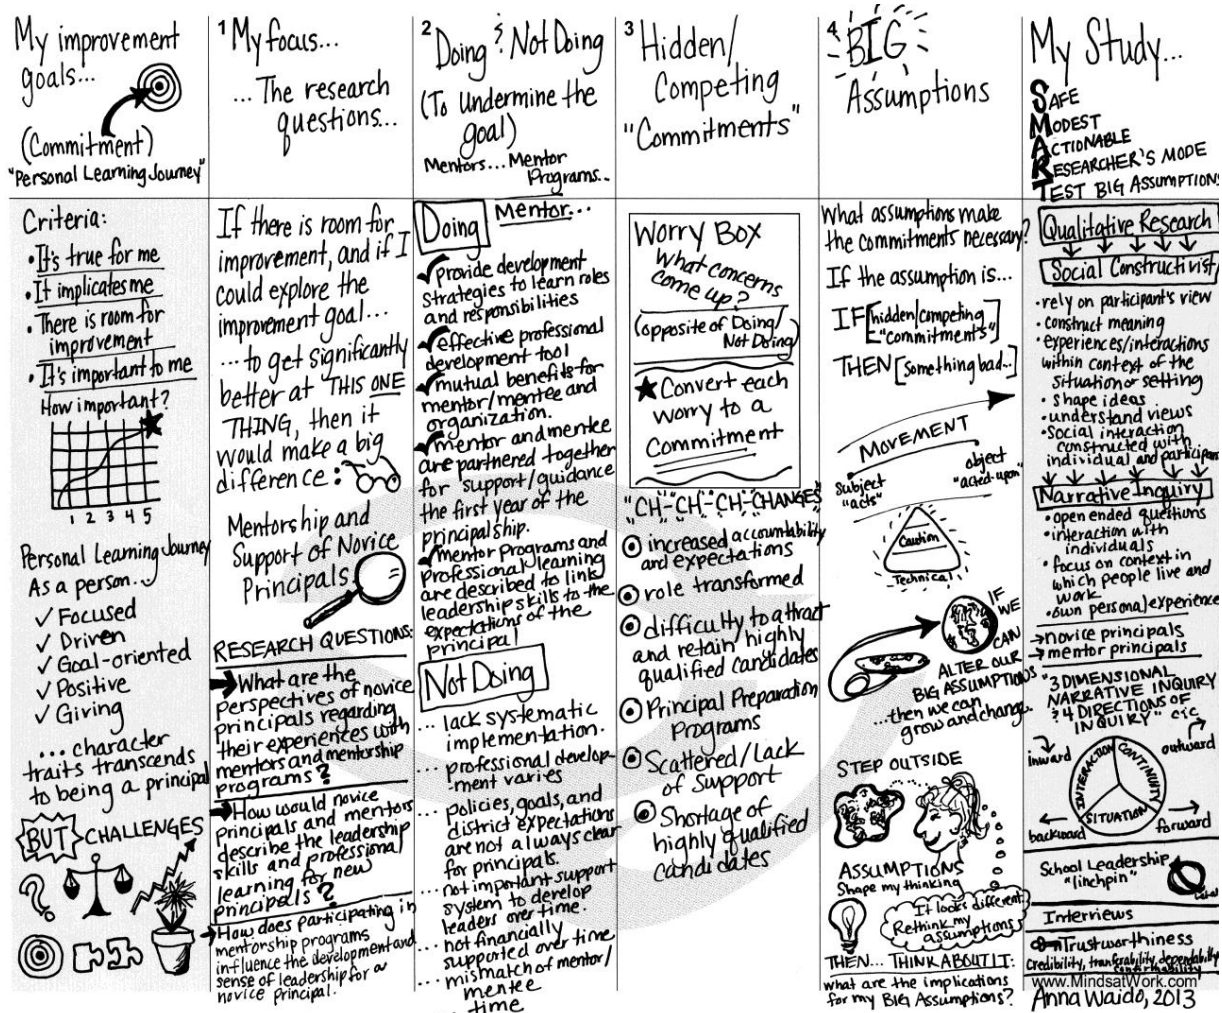 My improvement
goals...
(Commitment)
"Personal Learning Journey"
Criteria:
• It's true for me
• It implicates me
• There is room for
improvement
• It's important to me
How important?
1 2 3 4 5
Personal Learning Journey
As a person...
✓ Focused
✓ Driven
✓ Goal-oriented
✓ Positive
✓ Giving
... character
traits transcends
to being a principal
BUT CHALLENGES
?
1 My focus...
... The research
questions...
If there is room for
improvement, and if I
could explore the
improvement goal...
...to get significantly
better at "THIS ONE
THING, then it
would make a big
difference:
Mentorship and
Support of Novice
Principals
RESEARCH QUESTIONS:
What are the
perspectives of novice
principals regarding
their experiences with
mentors and mentorship
programs?
How would novice
principals and mentors
describe the leadership
skills and professional
learning for new
principals?
How does participating in
mentorship programs
influence the development and
sense of leadership for a
novice principal.
2 Doing & Not Doing
(To undermine the
goal)
Mentors... Mentor
Programs...
Doing Mentor...
✓ provide development
strategies to learn roles
and responsibilities
✓ effective professional
development tool
✓ mutual benefits for
mentor/mentee and
organization.
✓ mentor and mentee
are partnered together
for support/guidance
the first year of the
principalship.
✓ mentor programs and
professional learning
are described to link
leadership skills to the
expectations of the
principal
Not Doing
... lack systematic
implementation.
... professional develop-
ment varies
... policies, goals, and
district expectations
are not always clear
for principals.
... not important support
system to develop
leaders over time.
... not financially
supported over time
... mismatch of mentor/
mentee
... time
3 Hidden/
Competing
"Commitments"
Worry Box
What concerns
come up?
(opposite of Doing/
Not Doing)
★ Convert each
worry to a
Commitment
"CH-CH-CH-CHANGES"
increased accountability
and expectations
role transformed
difficulty to attract
and retain highly
qualified candidates
Principal Preparation
Programs
Scattered/Lack
of Support
Shortage of
highly qualified
candidates
4 BIG
Assumptions
What assumptions make
the commitments necessary?
If the assumption is...
IF [hidden/competing
"commitments"]
THEN [something bad...]
MOVEMENT
Subject
"acts"
object
"acted upon"
Caution
Technical
IF
WE
CAN
ALTER OUR
BIG ASSUMPTIONS
...then we can
grow and change.
STEP OUTSIDE
ASSUMPTIONS
Shape my thinking
It looks different.
Rethink my
assumptions
THEN... THINK ABOUT IT:
what are the implications
for my BIG Assumptions?
My Study...
SAFE
MODEST
ACTIONABLE
RESEARCHER'S MODE
TEST BIG ASSUMPTIONS
Qualitative Research
Social Constructivist/
• rely on participant's view
• construct meaning
• experiences/interactions
within context of the
situation or setting
• shape ideas
• understand views
• Social interaction
constructed with
individual and participant
Narrative Inquiry
• open ended questions
• interaction with
individuals
• focus on context in
which people live and
work
• own personal experience
→ novice principals
→ mentor principals
"3 DIMENSIONAL
NARRATIVE INQUIRY
& 4 DIRECTIONS OF
INQUIRY" C;C
inward
outward
INTERACTION
CONTINUITY
SITUATION
backward
forward
School Leadership
"linchpin"
Interviews
Trustworthiness
Credibility, transferability, dependability
confirmability
www.MindsatWork.com
Anna Waido, 2013